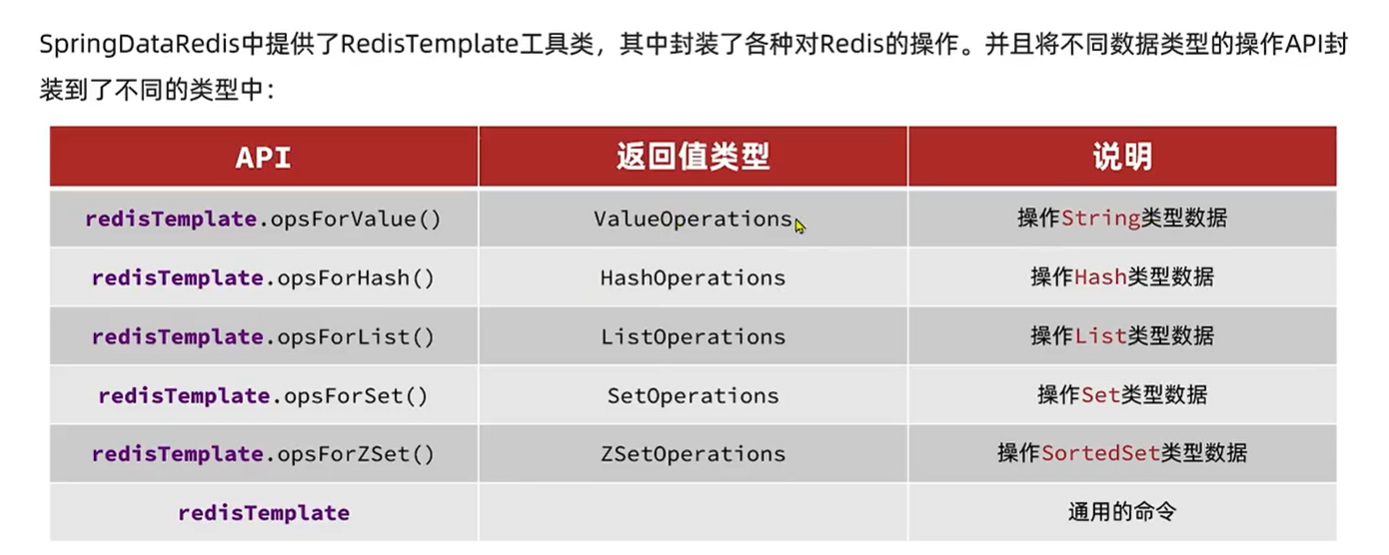 SpringDataRedis中提供了RedisTemplate工具类，其中封装了各种对Redis的操作。并且将不同数据类型的操作API封
装到了不同的类型中：
API 返回值类型 说明
redisTemplate.opsForValue() ValueOperations 操作String类型数据
redisTemplate.opsForHash() HashOperations 操作Hash类型数据
redisTemplate.opsForList() ListOperations 操作List类型数据
redisTemplate.opsForSet() SetOperations 操作Set类型数据
redisTemplate.opsForZSet() ZSetOperations 操作SortedSet类型数据
redisTemplate 通用的命令